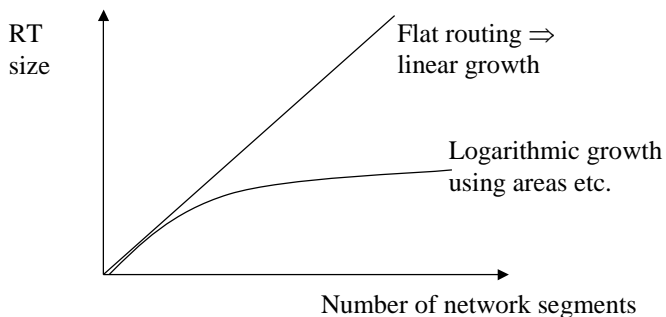 RT
size
Flat routing ⇒
linear growth
Logarithmic growth
using areas etc.
Number of network segments